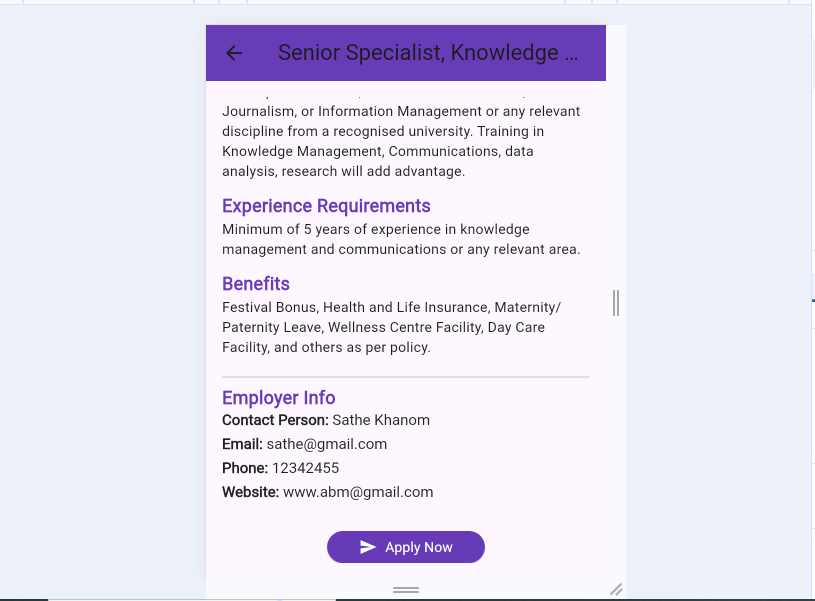 Senior Specialist, Knowledge ...
Journalism, or Information Management or any relevant
discipline from a recognised university. Training in
Knowledge Management, Communications, data
analysis, research will add advantage.
Experience Requirements
Minimum of 5 years of experience in knowledge
management and communications or any relevant area.
Benefits
Festival Bonus, Health and Life Insurance, Maternity/
Paternity Leave, Wellness Centre Facility, Day Care
Facility, and others as per policy.
Employer Info
Contact Person: Sathe Khanom
Email: sathe@gmail.com
Phone: 12342455
Website: www.abm@gmail.com
Apply Now